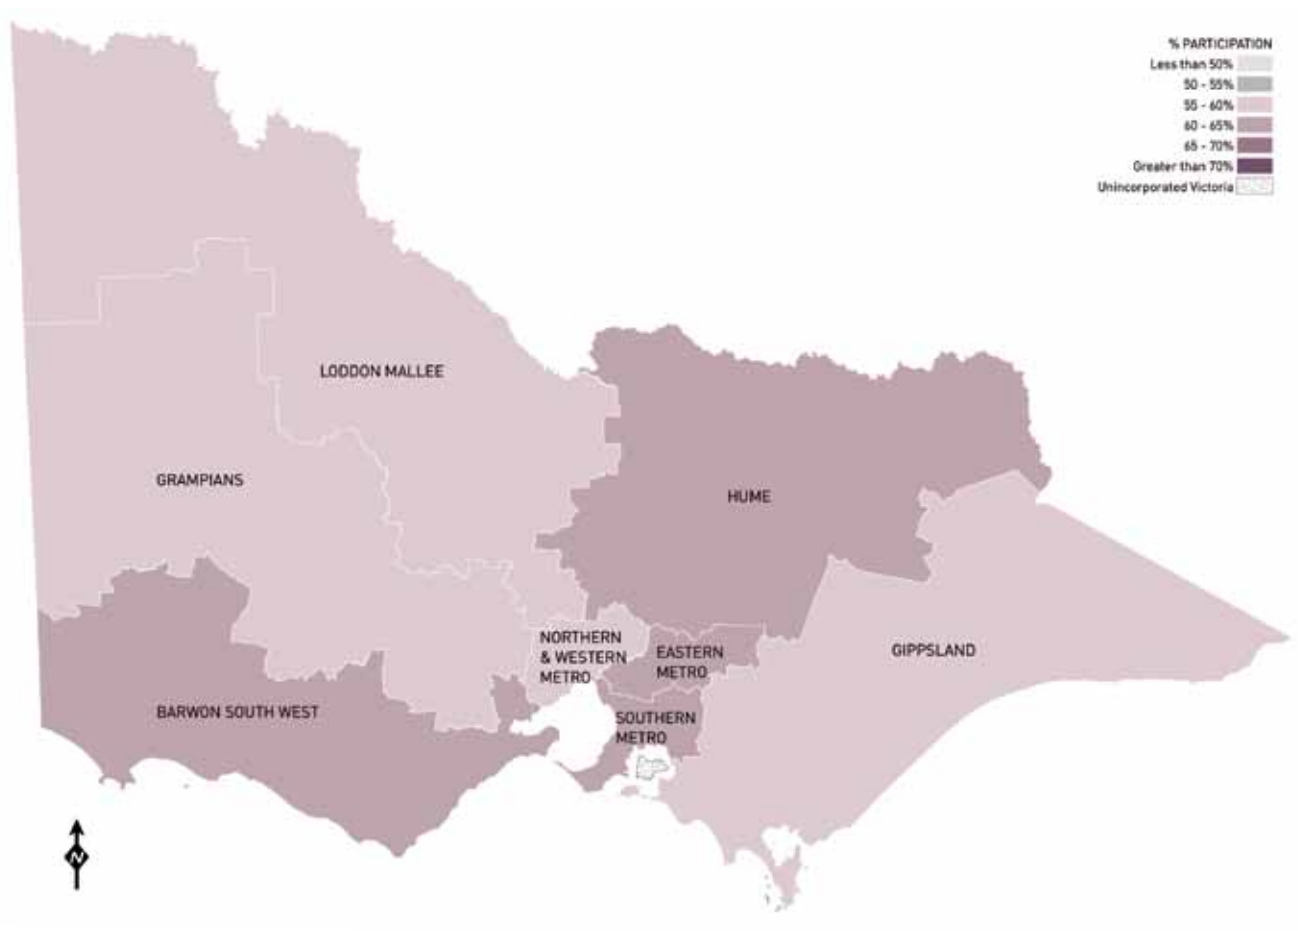 % PARTICIPATION
Less than 50%
50 - 55%
55 - 60%
60 - 65%
65 - 70%
Greater than 70%
Unincorporated Victoria
LODDON MALLEE
GRAMPIANS
HUME
NORTHERN
& WESTERN
METRO
EASTERN
METRO
GIPPSLAND
BARWON SOUTH WEST
SOUTHERN
METRO
N